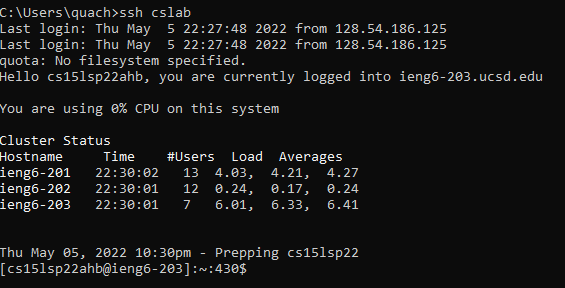 C:\Users\quach>ssh cslab
Last login: Thu May  5 22:27:48 2022 from 128.54.186.125
Last login: Thu May  5 22:27:48 2022 from 128.54.186.125
quota: No filesystem specified.
Hello cs15lsp22ahb, you are currently logged into ieng6-203.ucsd.edu

You are using 0% CPU on this system

Cluster Status
Hostname     Time    #Users  Load  Averages
ieng6-201   22:30:02   13  4.03,  4.21,  4.27
ieng6-202   22:30:01   12  0.24,  0.17,  0.24
ieng6-203   22:30:01   7   6.01,  6.33,  6.41

Thu May 05, 2022 10:30pm - Prepping cs15lsp22
[cs15lsp22ahb@ieng6-203]:~:430$